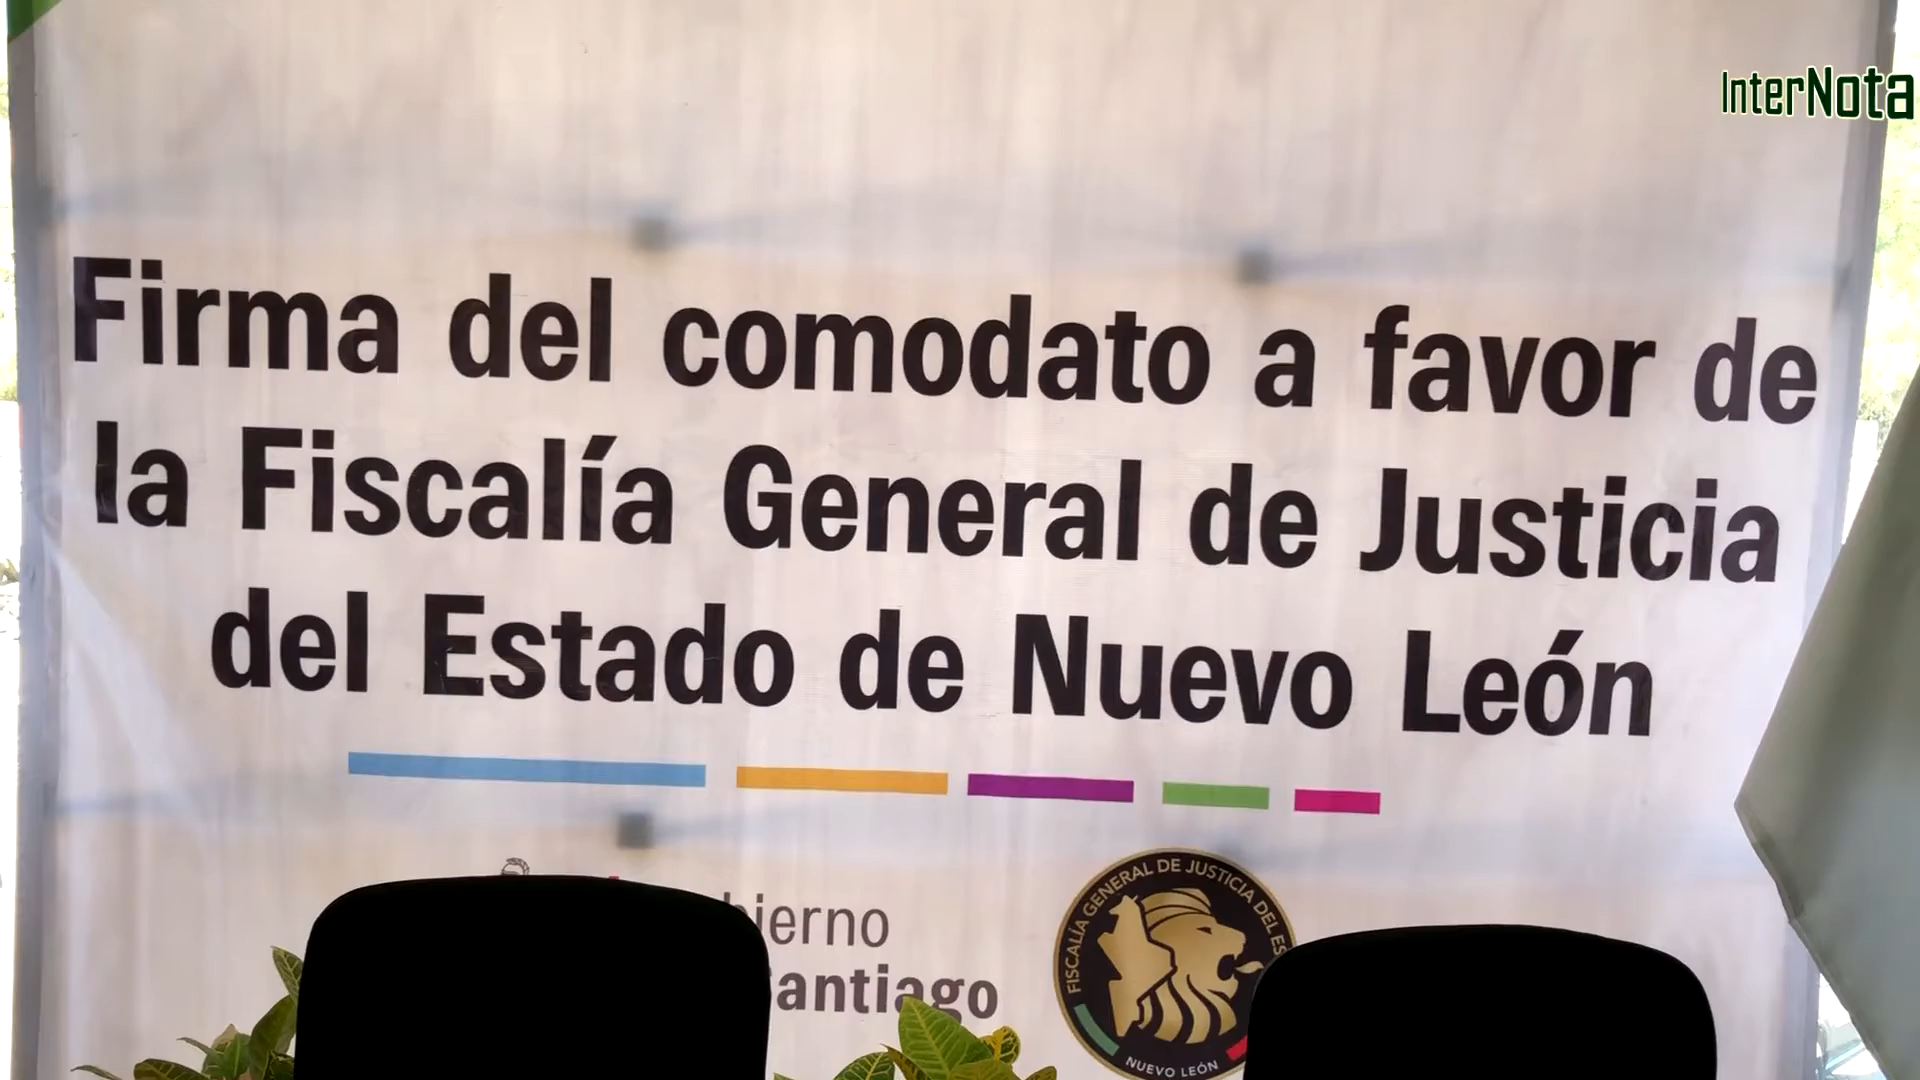 InterNota
Firma del comodato a favor de
la Fiscalía General de Justicia
del Estado de Nuevo León
Santiago
FISCALÍA GENERAL DE JUSTICIA DEL
NUEVO LEÓN